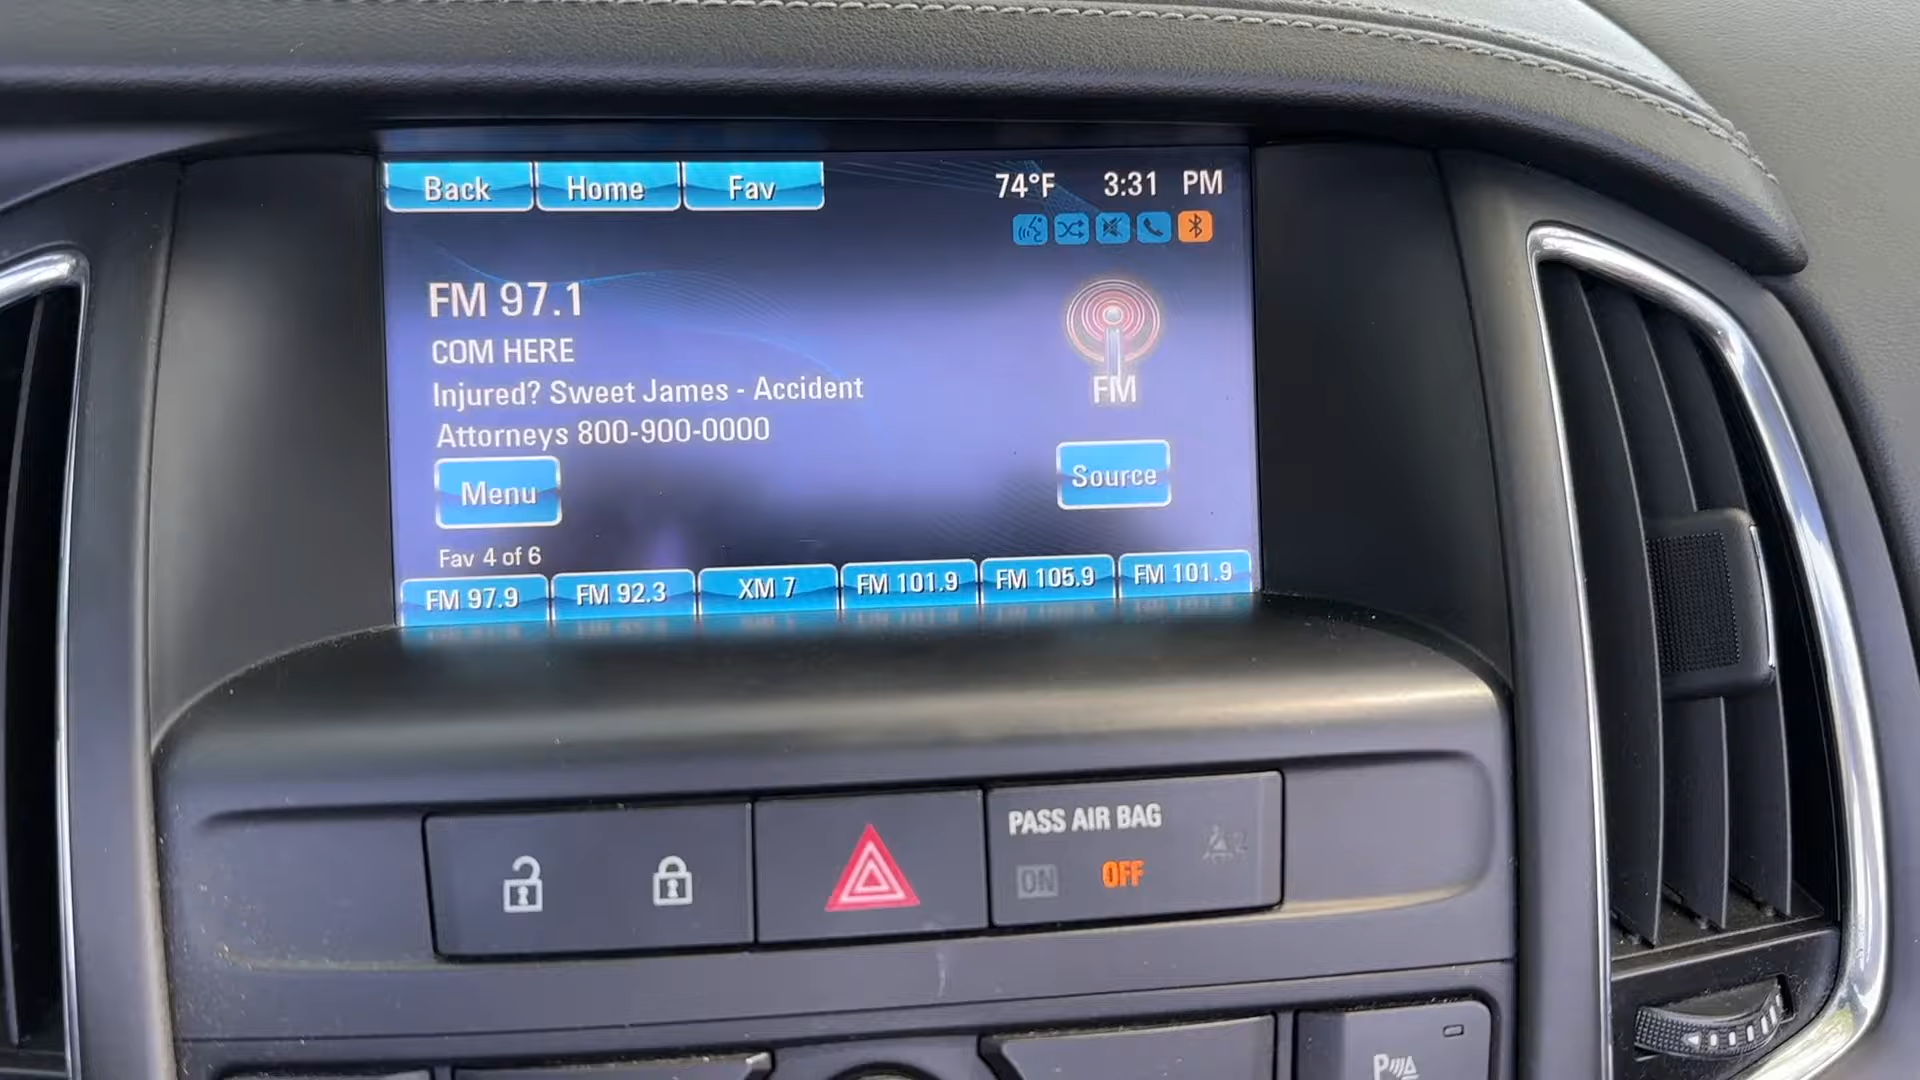 Back Home Fav 74°F 3:31 PM
FM 97.1
COM HERE
Injured? Sweet James - Accident
Attorneys 800-900-0000
FM
Menu
Source
Fav 4 of 6
FM 97.9 FM 92.3 XM 7 FM 101.9 FM 105.9 FM 101.9
PASS AIR BAG
ON OFF 2
P